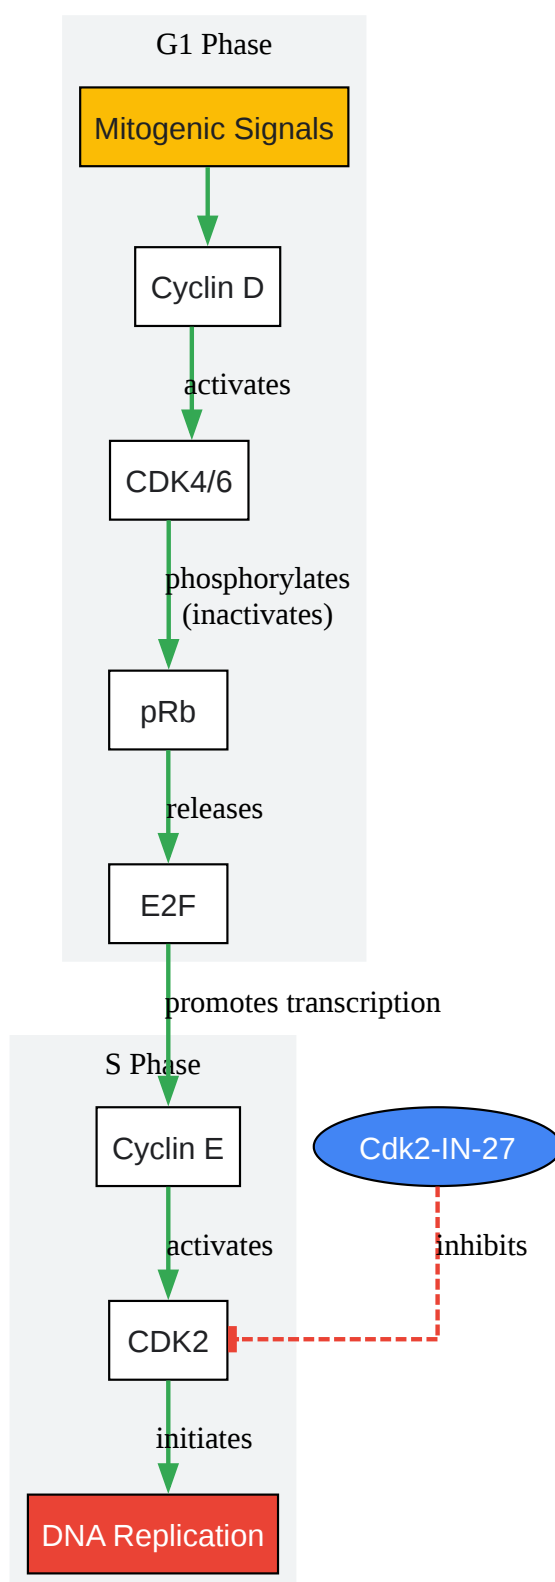 G1 Phase
Mitogenic Signals
Cyclin D
activates
CDK4/6
phosphorylates
(inactivates)
pRb
releases
E2F
promotes transcription
S Phase
Cyclin E
Cdk2-IN-27
activates
inhibits
CDK2
initiates
DNA Replication